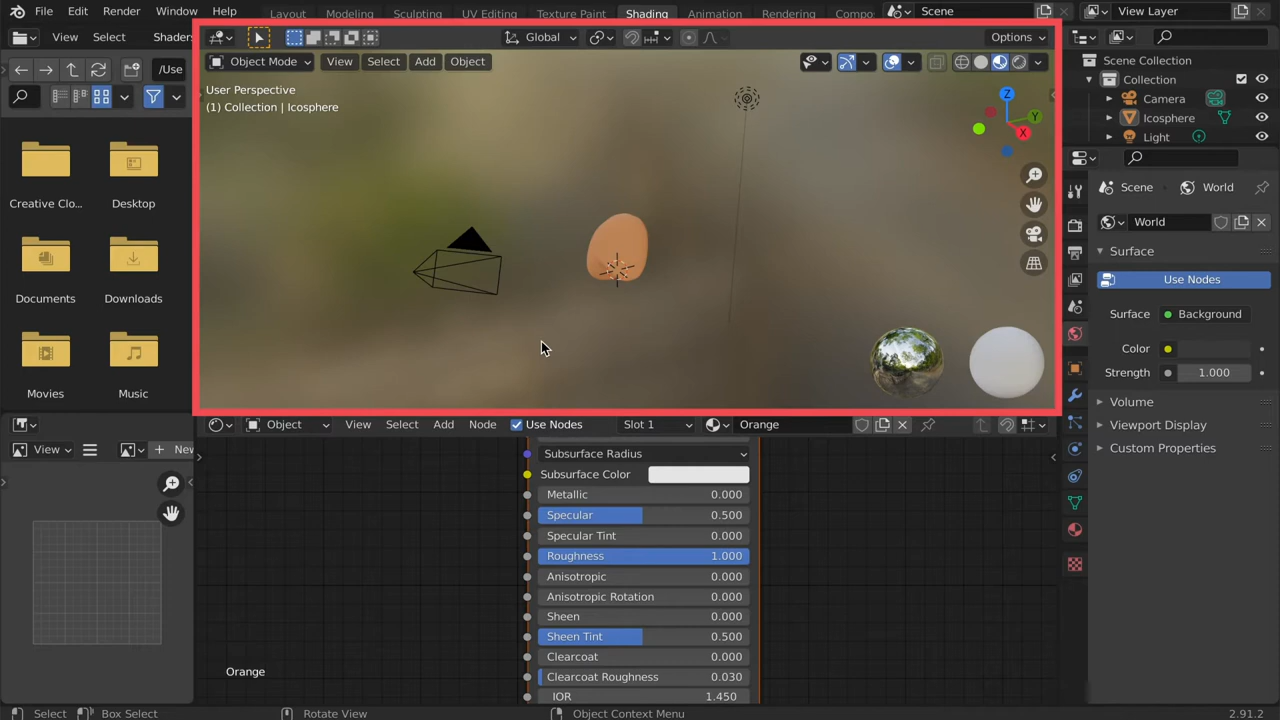 File Edit Render Window Help Layout Modeling Sculpting UV Editing Texture Paint Shading Animation Rendering Compo Scene View Layer
View Select Shader
Global Options
Object Mode View Select Add Object
/Use
User Perspective
(1) Collection | Icosphere
Z
Y
X
Creative Clo... Desktop
Documents Downloads
Movies Music
Scene Collection
Collection
Camera
Icosphere
Light
Scene World
World
Surface
Use Nodes
Surface Background
Color
Strength 1.000
Volume
Viewport Display
Custom Properties
Object View Select Add Node Use Nodes Slot 1 Orange
View New
Subsurface Radius
Subsurface Color
Metallic 0.000
Specular 0.500
Specular Tint 0.000
Roughness 1.000
Anisotropic 0.000
Anisotropic Rotation 0.000
Sheen 0.000
Sheen Tint 0.500
Clearcoat 0.000
Clearcoat Roughness 0.030
IOR 1.450
Orange
Select Box Select Rotate View Object Context Menu 2.91.2